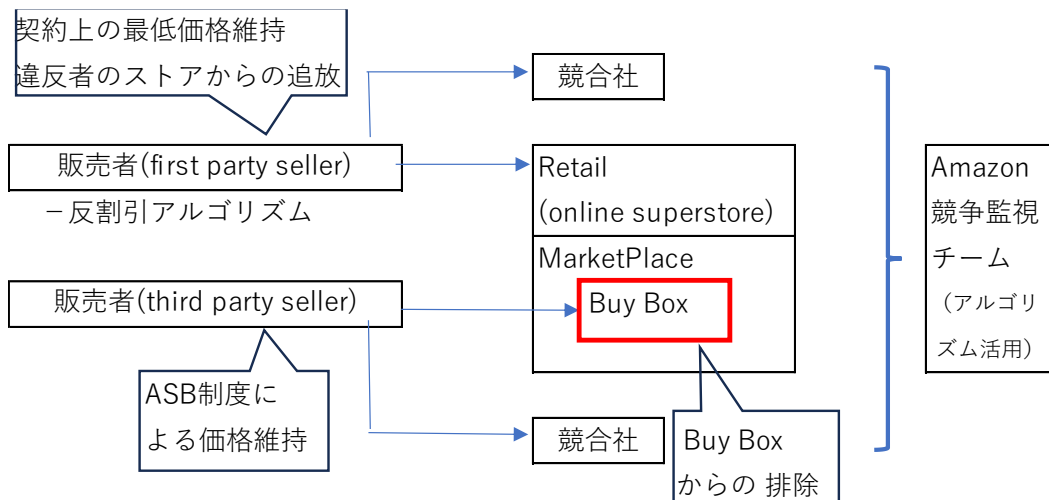 契約上の最低価格維持
違反者のストアからの追放
競合社
販売者(first party seller)
－反割引アルゴリズム
Retail
(online superstore)
MarketPlace
Buy Box
Amazon
競争監視
チーム
（アルゴリ
ズム活用）
販売者(third party seller)
ASB制度に
よる価格維持
競合社
Buy Box
からの 排除